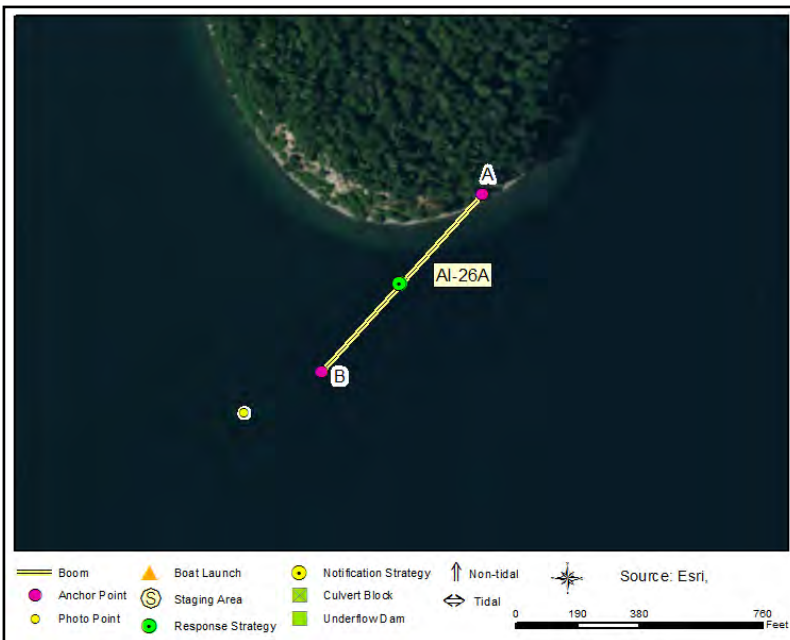 A
AI-26A
B
Boom
Boat Launch
Notification Strategy
Non-tidal
Source: Esri,
Anchor Point
S
Staging Area
Culvert Block
Tidal
Photo Point
Response Strategy
Underflow Dam
0 190 380 760
Feet